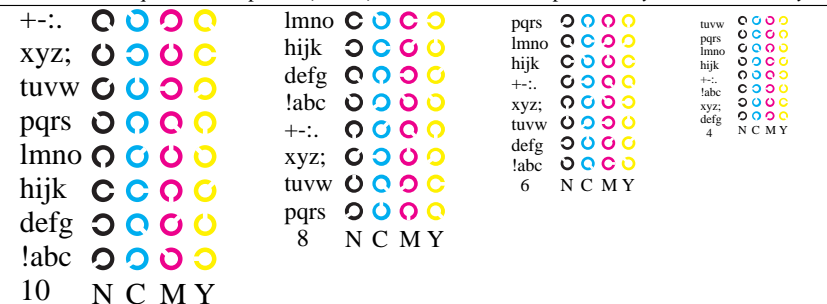 +-:.
xyz;
tuvw
pqrs
lmno
hijk
defg
!abc
10 N C M Y
lmno
hijk
defg
!abc
+-:.
xyz;
tuvw
pqrs
8 N C M Y
pqrs
lmno
hijk
+-:.
xyz;
tuvw
defg
!abc
6 N C M Y
tuvw
pqrs
lmno
hijk
+-:.
!abc
xyz;
defg
4 N C M Y